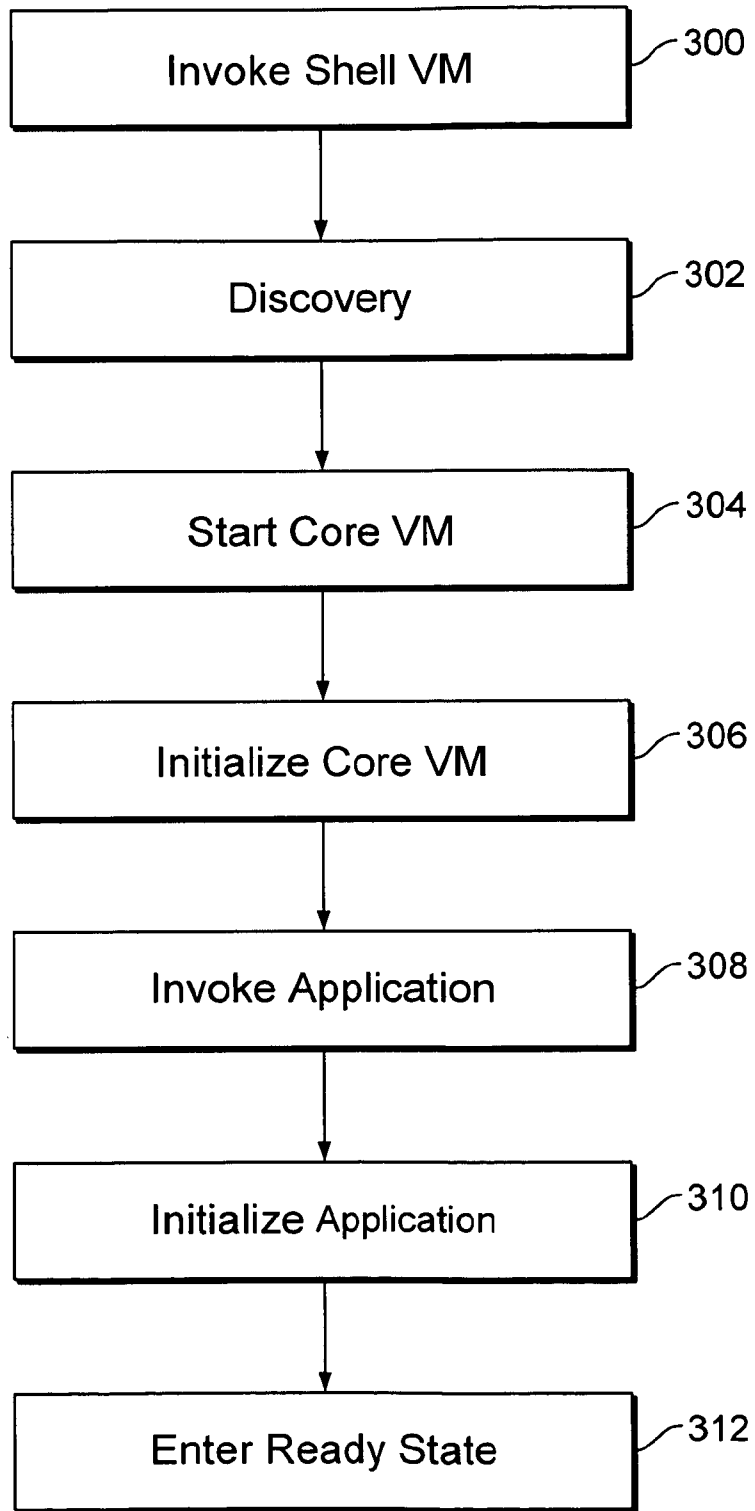 Invoke Shell VM
300
Discovery
302
Start Core VM
304
Initialize Core VM
306
Invoke Application
308
Initialize Application
310
Enter Ready State
312